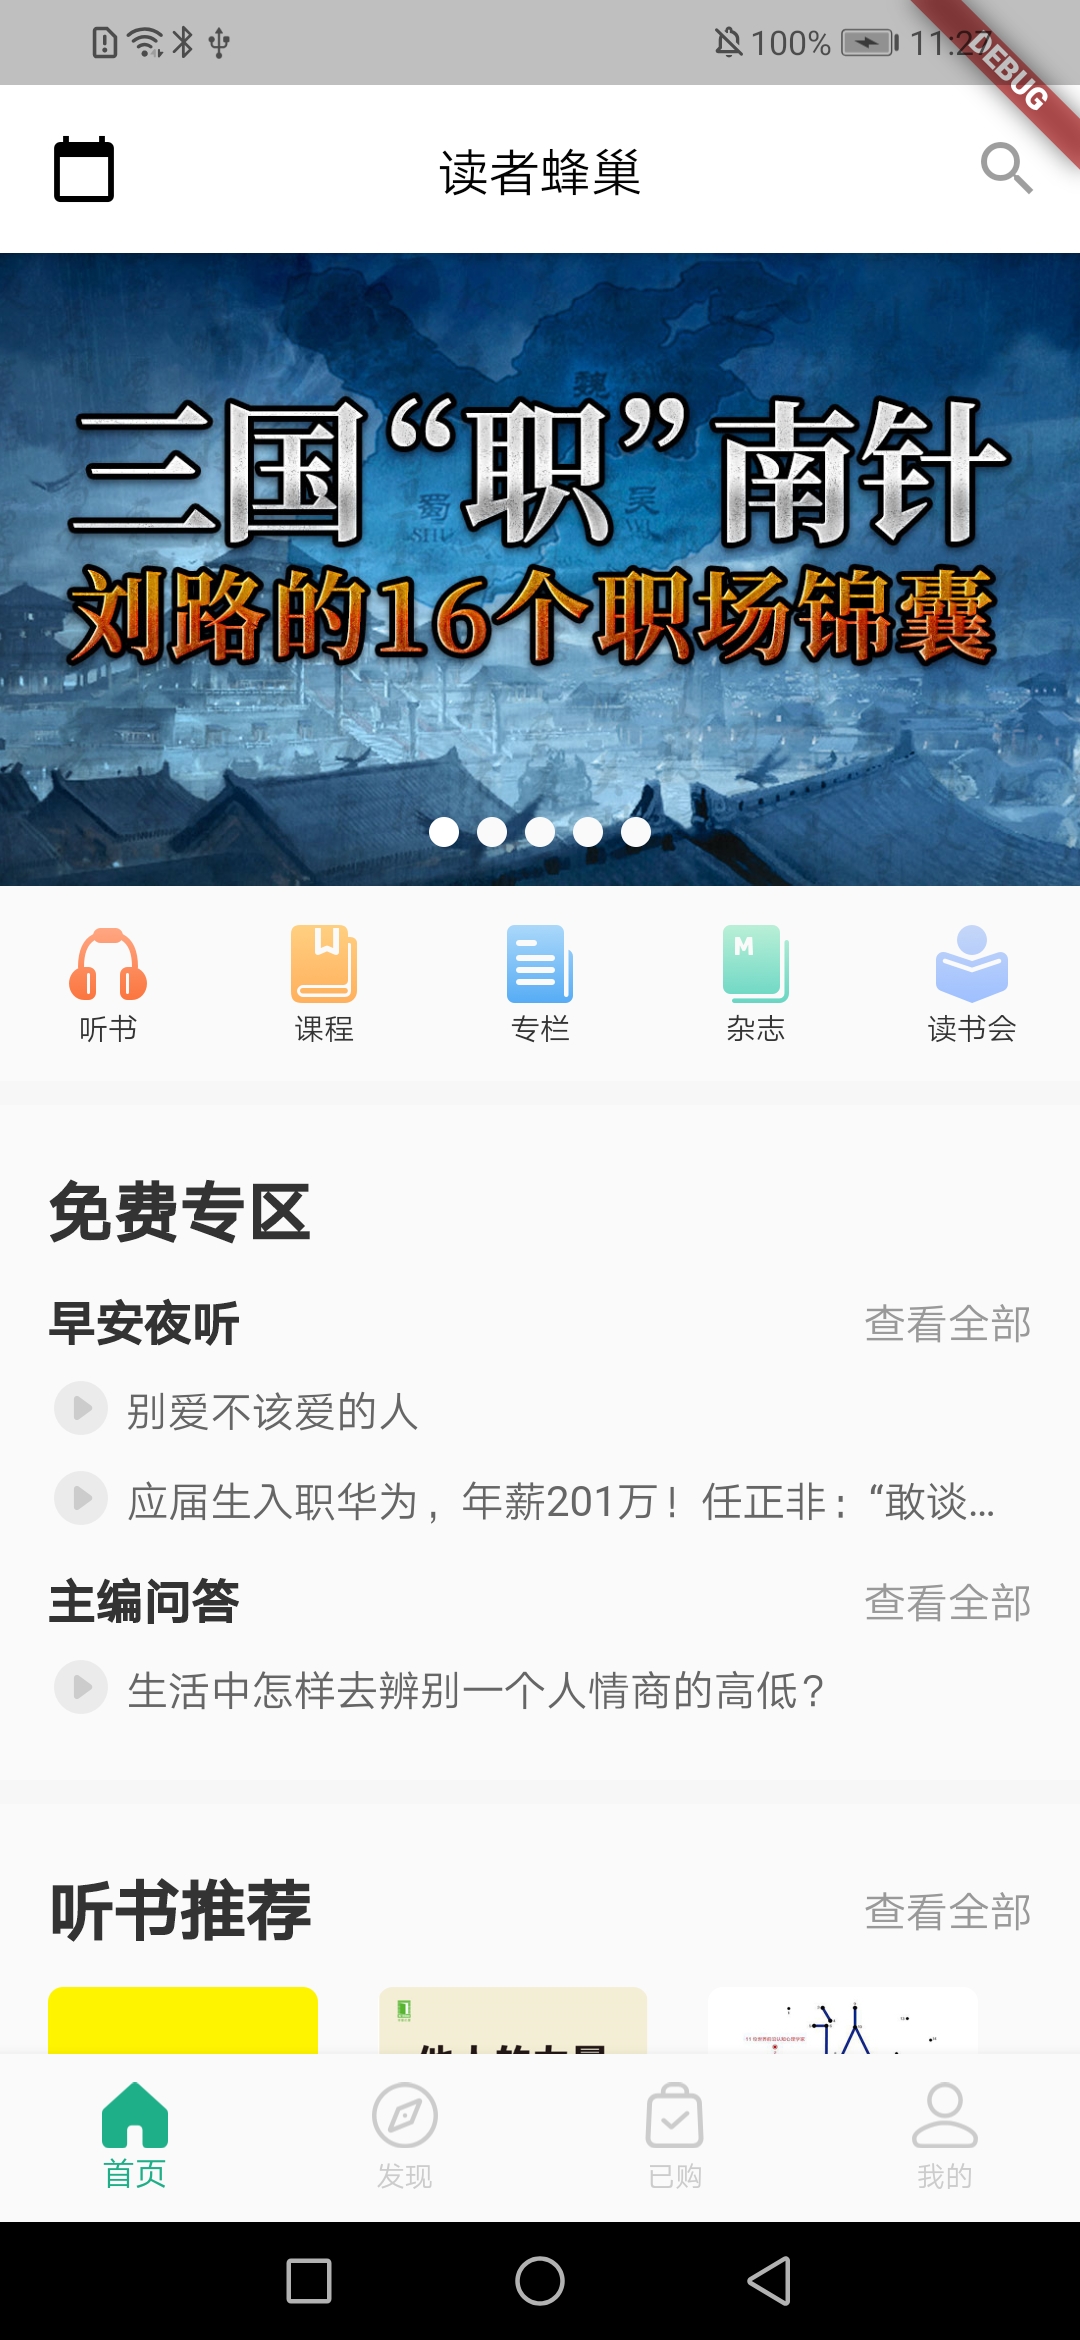 100% 11:27
DEBUG
读者蜂巢
魏
三国“职”南针
蜀 吴
SHU WU
刘路的16个职场锦囊
听书 课程 专栏 杂志 读书会
M
免费专区
早安夜听 查看全部
别爱不该爱的人
应届生入职华为，年薪201万！任正非：“敢谈...
主编问答 查看全部
生活中怎样去辨别一个人情商的高低？
听书推荐 查看全部
首页 发现 已购 我的